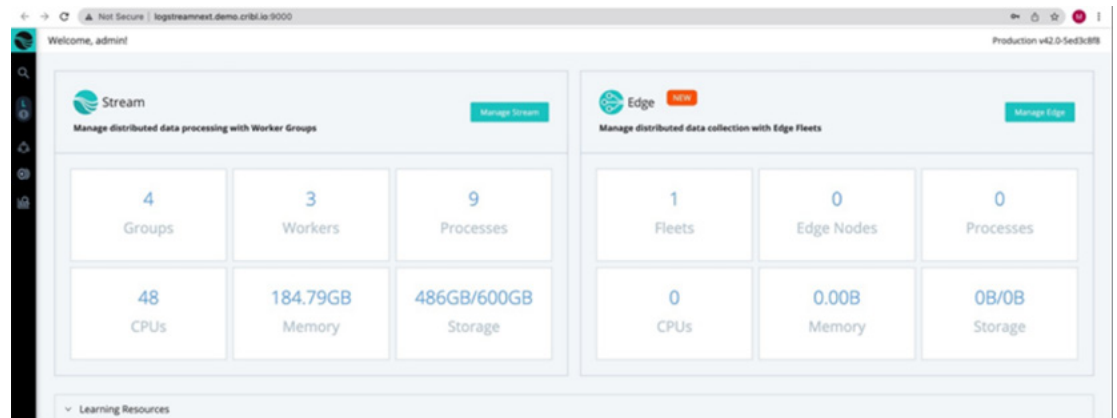 Not Secure | logstreamnext.demo.cribl.io:9000
Welcome, admin!
Production v42.0-5ed3c8f8
Stream
Manage Stream
Manage distributed data processing with Worker Groups
4
Groups
3
Workers
9
Processes
48
CPUs
184.79GB
Memory
486GB/600GB
Storage
Edge NEW
Manage Edge
Manage distributed data collection with Edge Fleets
1
Fleets
0
Edge Nodes
0
Processes
0
CPUs
0.00B
Memory
0B/0B
Storage
Learning Resources